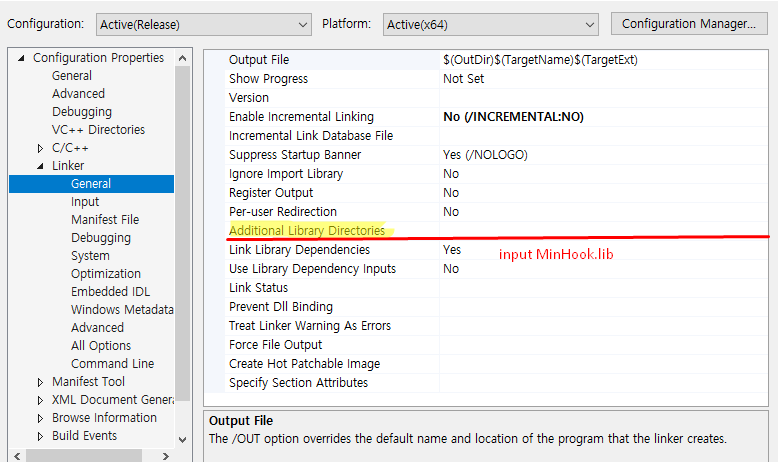 Configuration: Active(Release) Platform: Active(x64) Configuration Manager...
Configuration Properties
General
Advanced
Debugging
VC++ Directories
C/C++
Linker
General
Input
Manifest File
Debugging
System
Optimization
Embedded IDL
Windows Metadata
Advanced
All Options
Command Line
Manifest Tool
XML Document Genera
Browse Information
Build Events
Output File $(OutDir)$(TargetName)$(TargetExt)
Show Progress Not Set
Version
Enable Incremental Linking No (/INCREMENTAL:NO)
Incremental Link Database File
Suppress Startup Banner Yes (/NOLOGO)
Ignore Import Library No
Register Output No
Per-user Redirection No
Additional Library Directories
Link Library Dependencies Yes
input MinHook.lib
Use Library Dependency Inputs No
Link Status
Prevent Dll Binding
Treat Linker Warning As Errors
Force File Output
Create Hot Patchable Image
Specify Section Attributes
Output File
The /OUT option overrides the default name and location of the program that the linker creates.